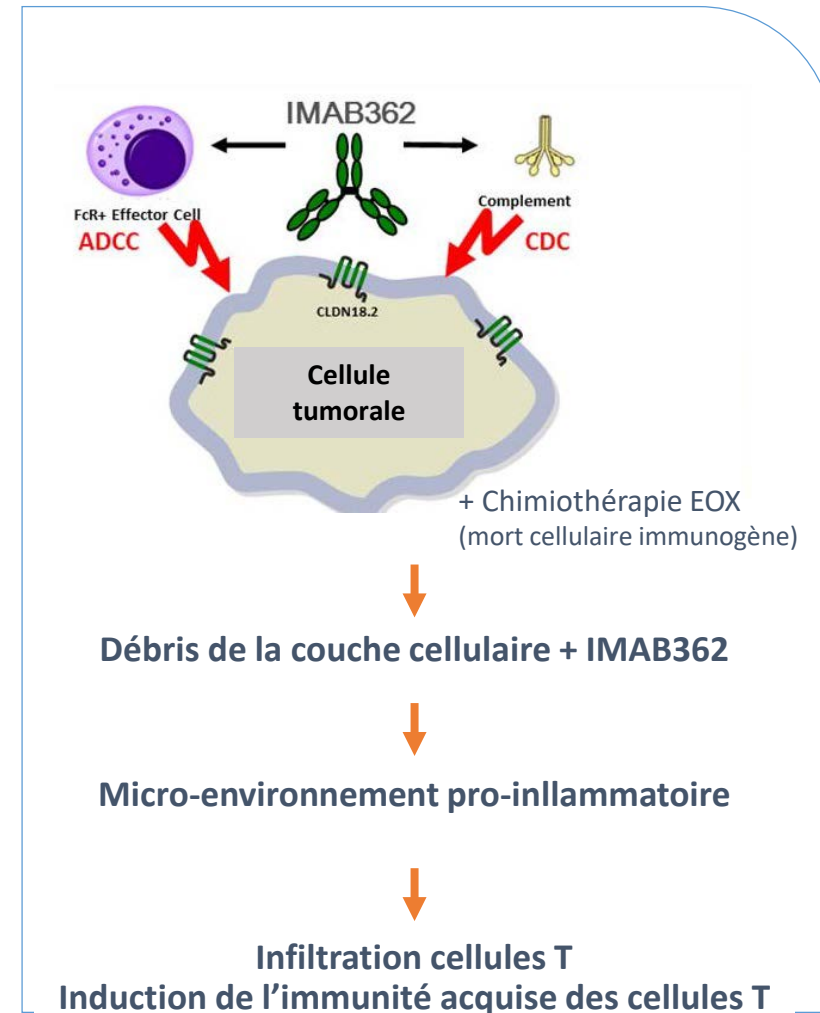 IMAB362
FcR+ Effector Cell
ADCC
Complement
CDC
CLDN18.2
Cellule
tumorale
+ Chimiothérapie EOX
(mort cellulaire immunogène)
Débris de la couche cellulaire + IMAB362
Micro-environnement pro-inllammatoire
Infiltration cellules T
Induction de l’immunité acquise des cellules T